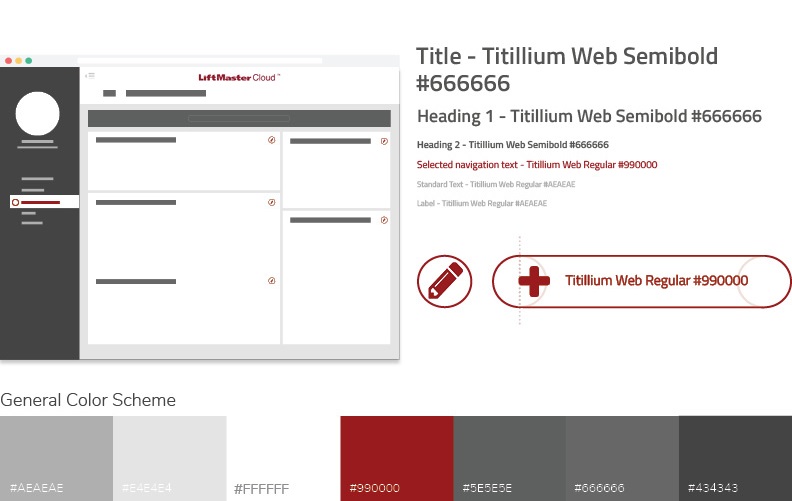 LiftMaster Cloud™
Title - Titillium Web Semibold
#666666
Heading 1 - Titillium Web Semibold #666666
Heading 2 - Titillium Web Semibold #666666
Selected navigation text - Titillium Web Regular #990000
Standard Text - Titillium Web Regular #AEAEAE
Label - Titillium Web Regular #AEAEAE
Titillium Web Regular #990000
General Color Scheme
#AEAEAE
#E4E4E4
#FFFFFF
#990000
#5E5E5E
#666666
#434343